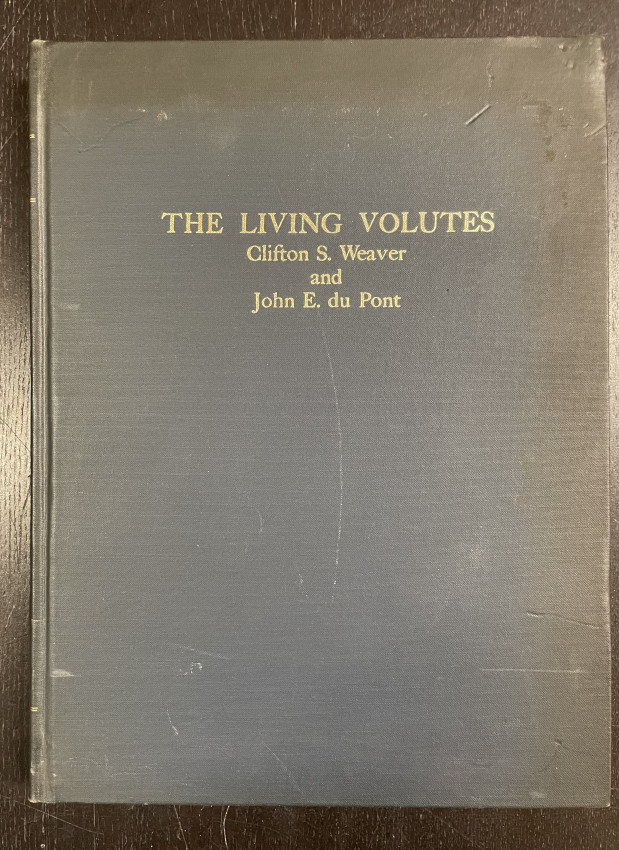 THE LIVING VOLUTES
Clifton S. Weaver
and
John E. du Pont